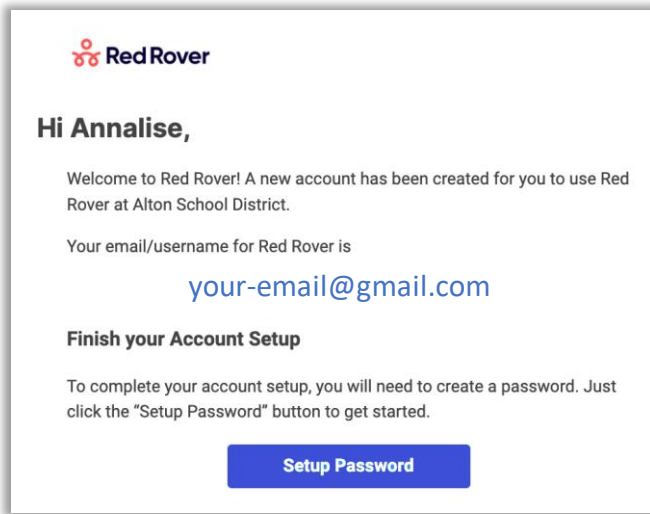 Red Rover
Hi Annalise,
Welcome to Red Rover! A new account has been created for you to use Red
Rover at Alton School District.
Your email/username for Red Rover is
your-email@gmail.com
Finish your Account Setup
To complete your account setup, you will need to create a password. Just
click the “Setup Password” button to get started.
Setup Password